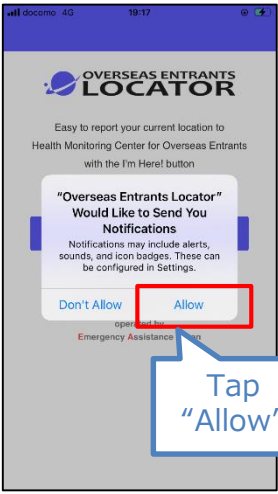 docomo 4G 19:17
OVERSEAS ENTRANTS
LOCATOR
Easy to report your current location to
Health Monitoring Center for Overseas Entrants
with the I'm Here! button
"Overseas Entrants Locator"
Would Like to Send You
Notifications
Notifications may include alerts,
sounds, and icon badges. These can
be configured in Settings.
Don't Allow Allow
operated by
Emergency Assistance
Tap
"Allow"